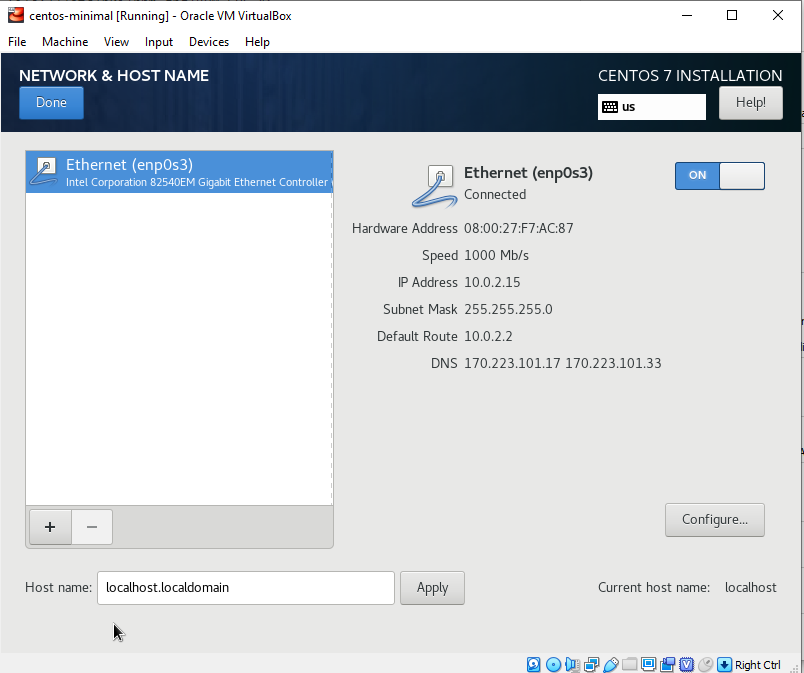 centos-minimal [Running] - Oracle VM VirtualBox
File Machine View Input Devices Help
NETWORK & HOST NAME
CENTOS 7 INSTALLATION
Done
us
Help!
Ethernet (enp0s3)
Intel Corporation 82540EM Gigabit Ethernet Controller
Ethernet (enp0s3)
Connected
ON
Hardware Address 08:00:27:F7:AC:87
Speed 1000 Mb/s
IP Address 10.0.2.15
Subnet Mask 255.255.255.0
Default Route 10.0.2.2
DNS 170.223.101.17 170.223.101.33
+ −
Configure...
Host name: localhost.localdomain Apply Current host name: localhost
Right Ctrl